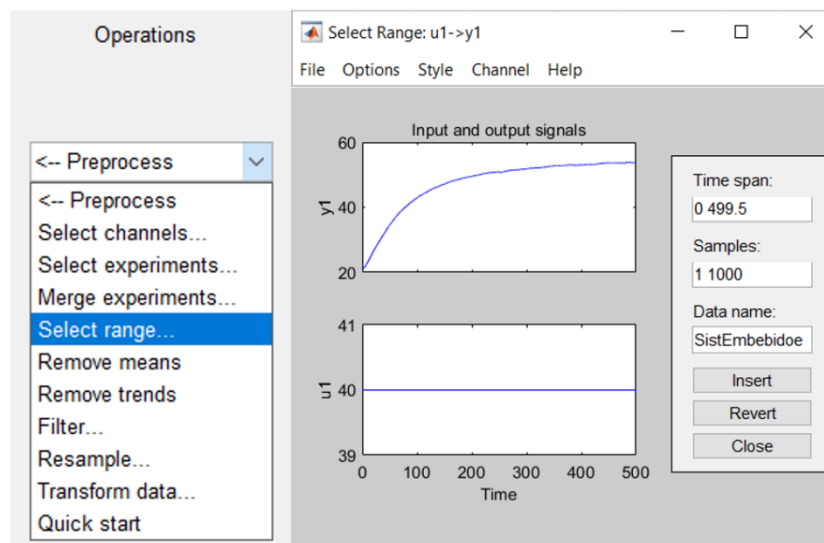 Operations
<-- Preprocess
<-- Preprocess
Select channels...
Select experiments...
Merge experiments...
Select range...
Remove means
Remove trends
Filter...
Resample...
Transform data...
Quick start
Select Range: u1->y1
File Options Style Channel Help
Input and output signals
60
40
20
y1
41
40
39
u1
0 100 200 300 400 500
Time
Time span:
0 499.5
Samples:
1 1000
Data name:
SistEmbebidoe
Insert
Revert
Close